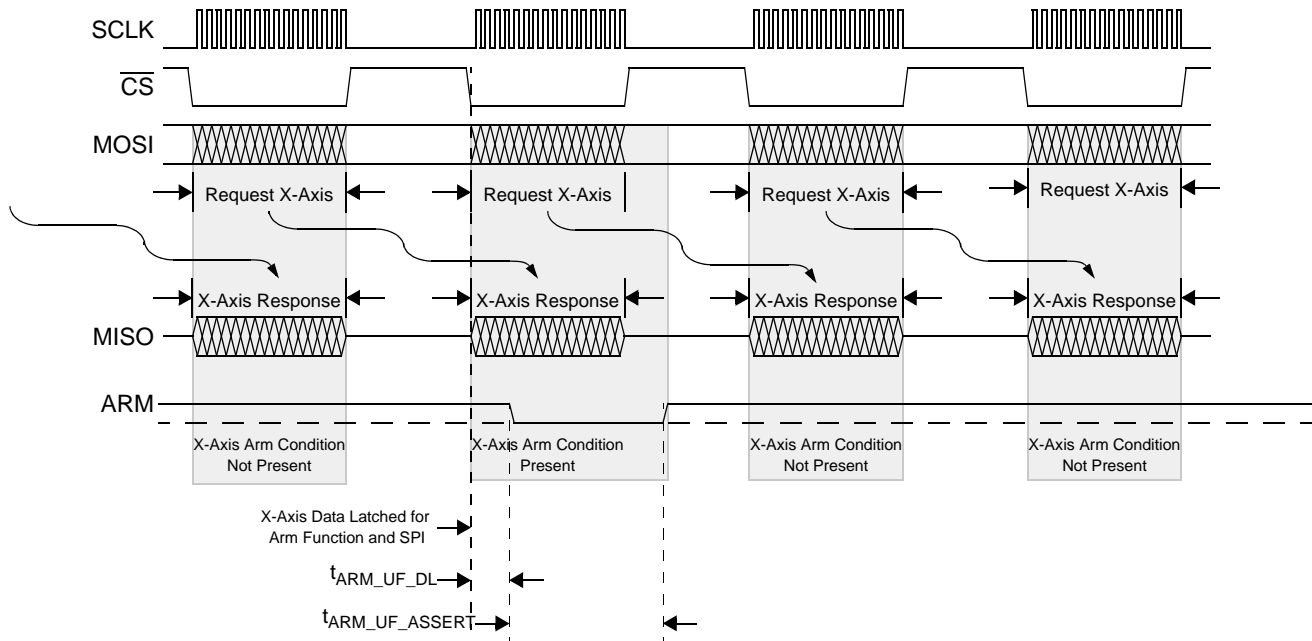 SCLK
CS
MOSI
Request X-Axis
Request X-Axis
Request X-Axis
Request X-Axis
X-Axis Response
X-Axis Response
X-Axis Response
X-Axis Response
MISO
ARM
X-Axis Arm Condition
Not Present
X-Axis Arm Condition
Present
X-Axis Arm Condition
Not Present
X-Axis Arm Condition
Not Present
X-Axis Data Latched for
Arm Function and SPI
tARM_UF_DL
tARM_UF_ASSERT